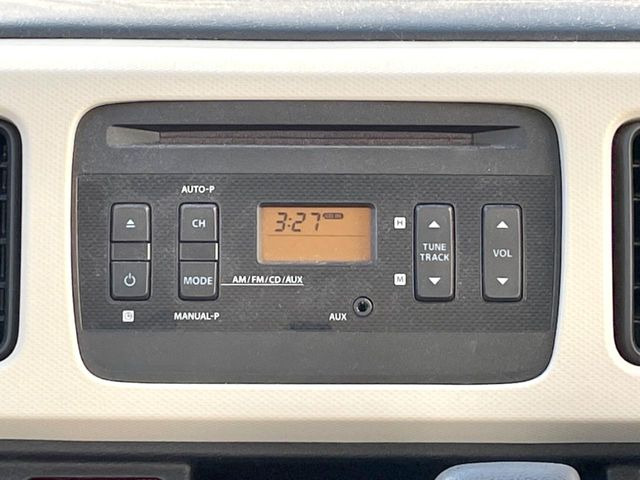 AUTO-P
CH
3:27
H
TUNE
TRACK
VOL
MODE
AM/FM/CD/AUX
M
MANUAL-P
AUX